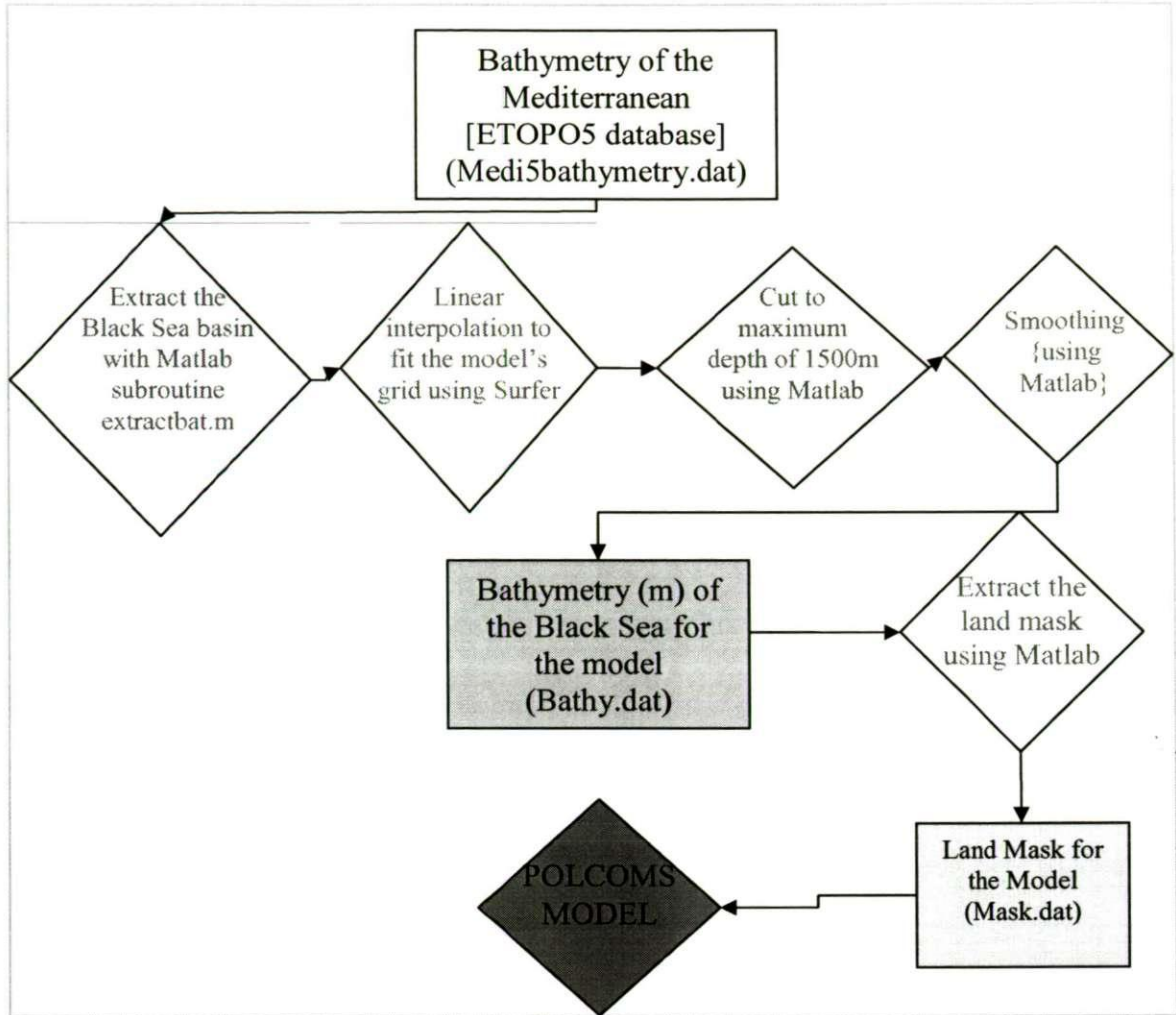 Bathymetry of the
Mediterranean
[ETOPO5 database]
(Medi5bathymetry.dat)
Extract the
Black Sea basin
with Matlab
subroutine
extractbat.m
Linear
interpolation to
fit the model's
grid using Surfer
Cut to
maximum
depth of 1500m
using Matlab
Smoothing
{using
Matlab}
Bathymetry (m) of
the Black Sea for
the model
(Bathy.dat)
Extract the
land mask
using Matlab
Land Mask for
the Model
(Mask.dat)
POLCOMS
MODEL